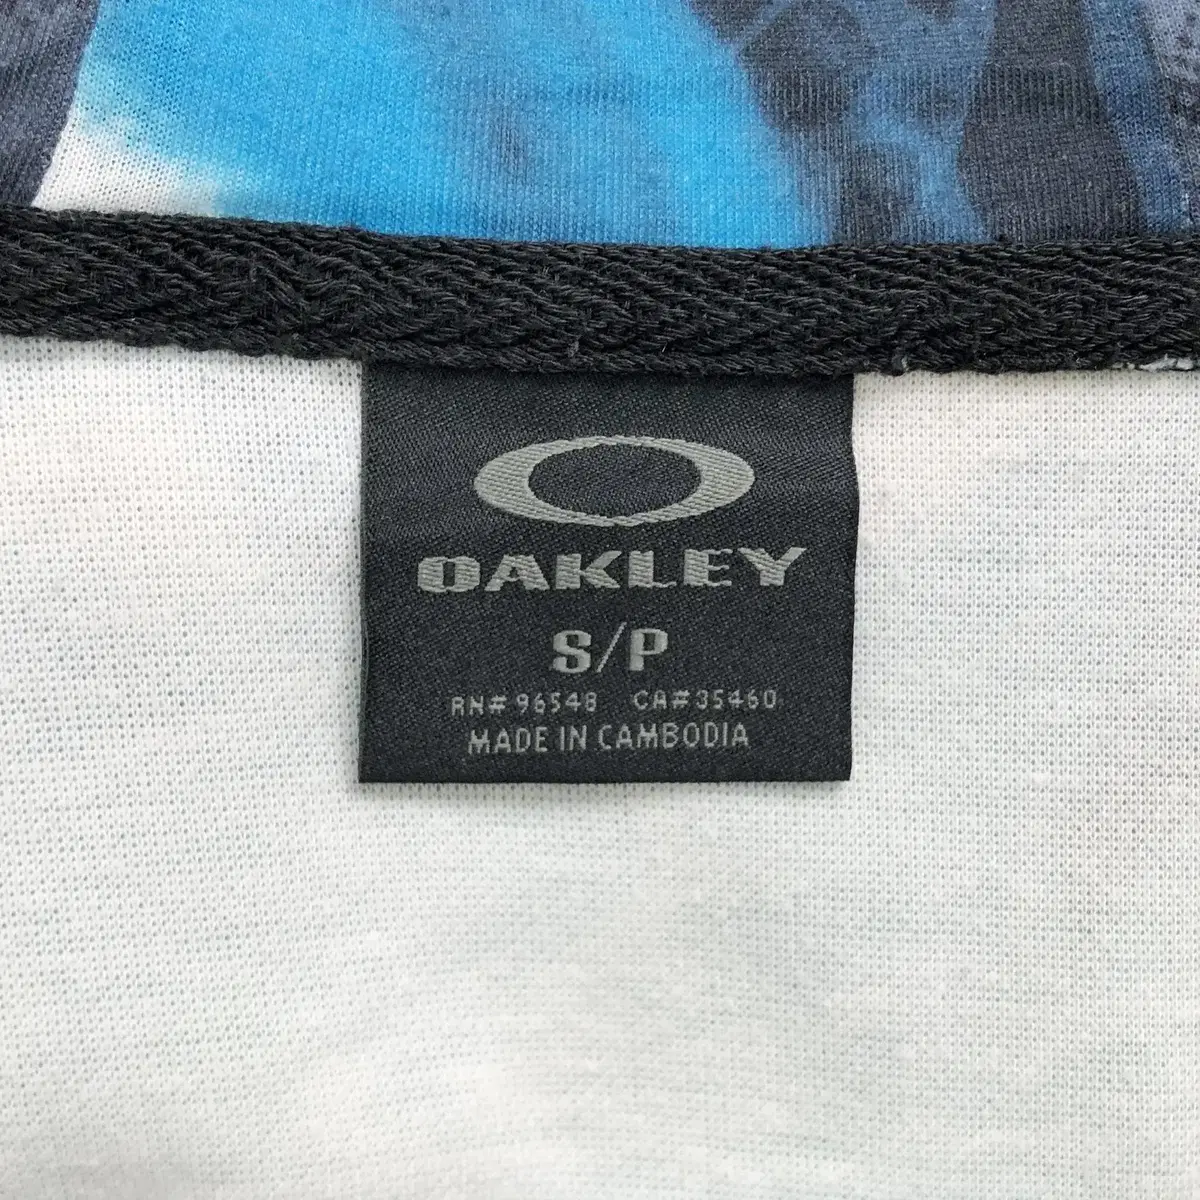 OAKLEY
S/P
RN# 96548 CA#35460
MADE IN CAMBODIA